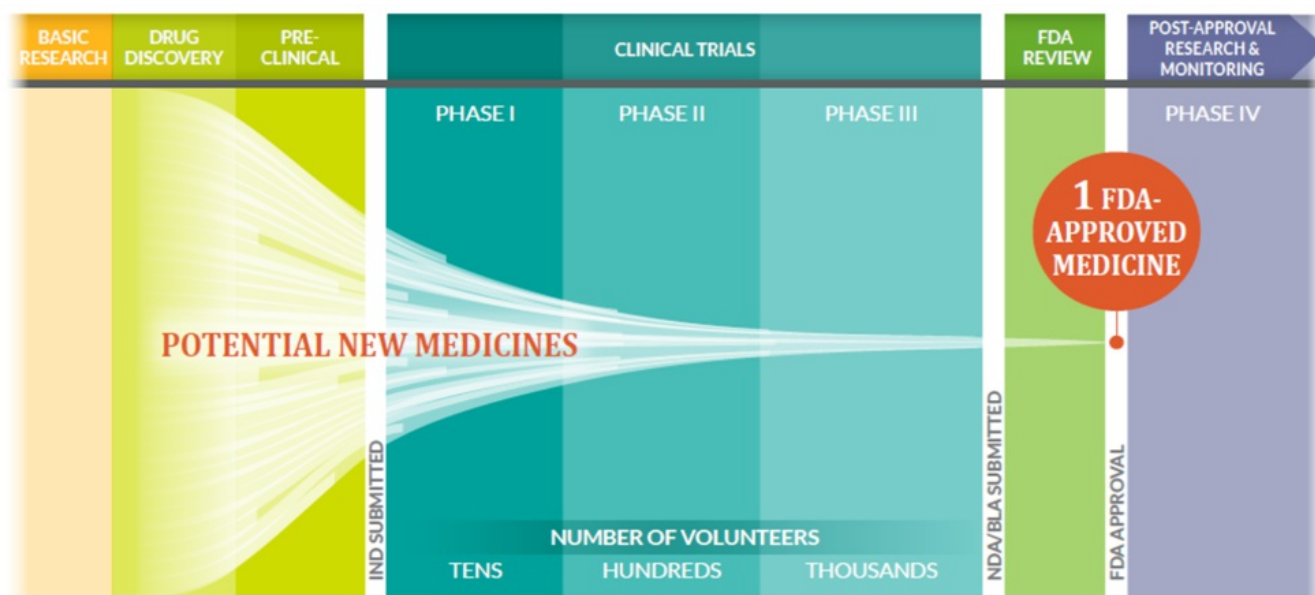 BASIC
RESEARCH
DRUG
DISCOVERY
PRE-
CLINICAL
CLINICAL TRIALS
FDA
REVIEW
POST-APPROVAL
RESEARCH &
MONITORING
PHASE I
PHASE II
PHASE III
PHASE IV
1 FDA-
APPROVED
MEDICINE
POTENTIAL NEW MEDICINES
IND SUBMITTED
NDA/BLA SUBMITTED
FDA APPROVAL
NUMBER OF VOLUNTEERS
TENS
HUNDREDS
THOUSANDS